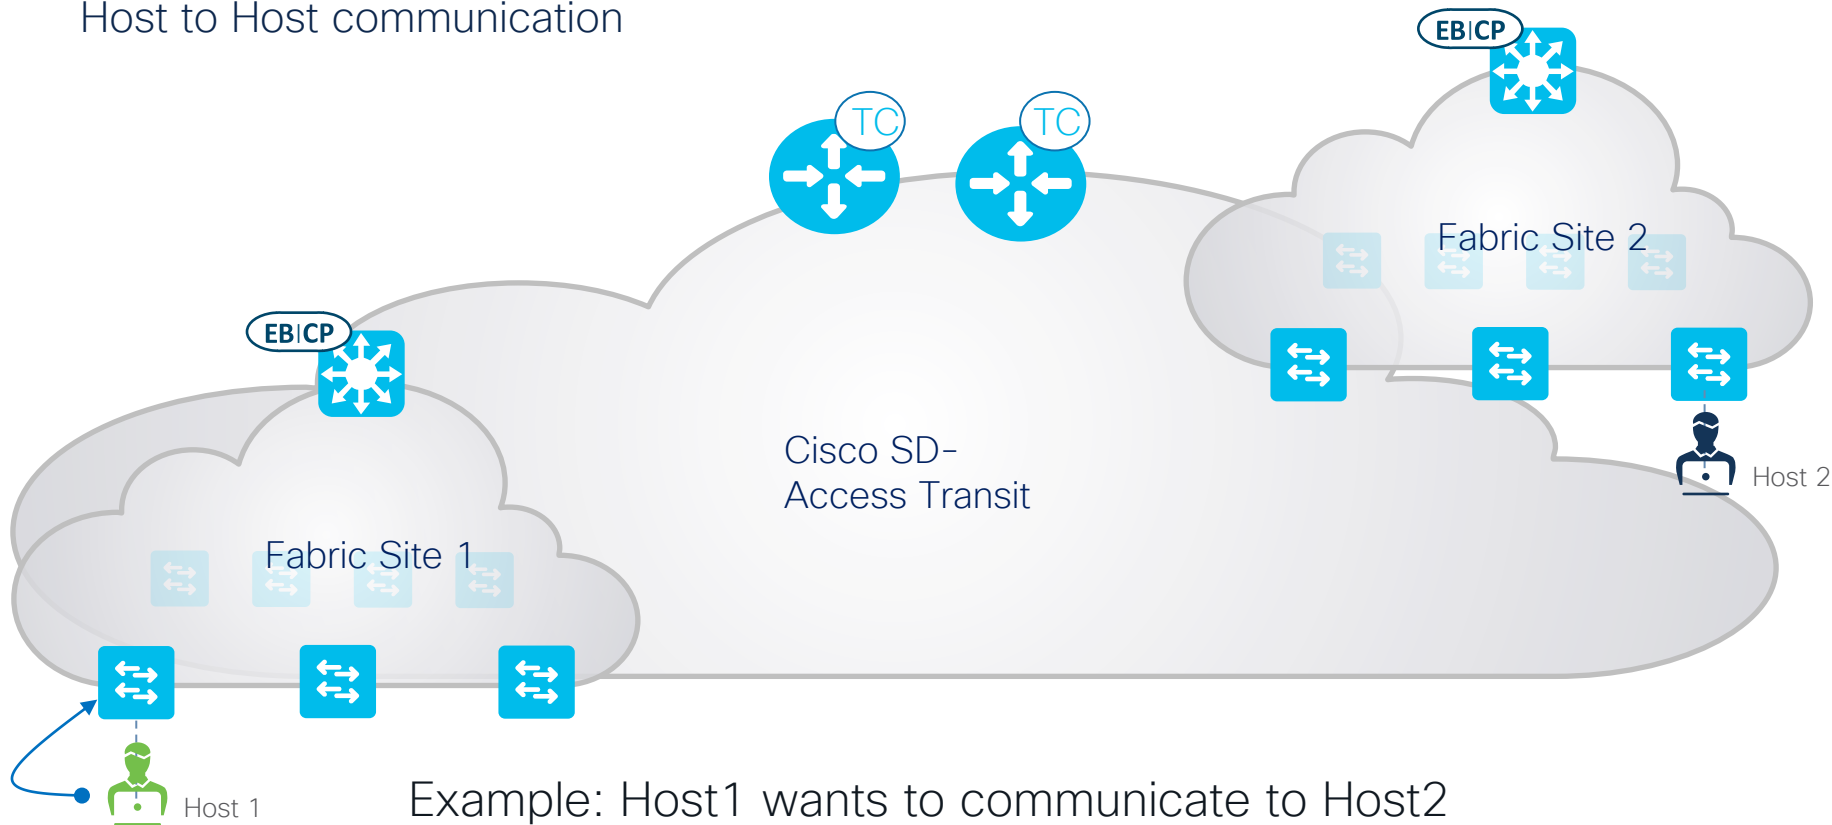 Host to Host communication
EB|CP
TC
TC
Fabric Site 2
EB|CP
Cisco SD-
Access Transit
Host 2
Fabric Site 1
Host 1
Example: Host1 wants to communicate to Host2